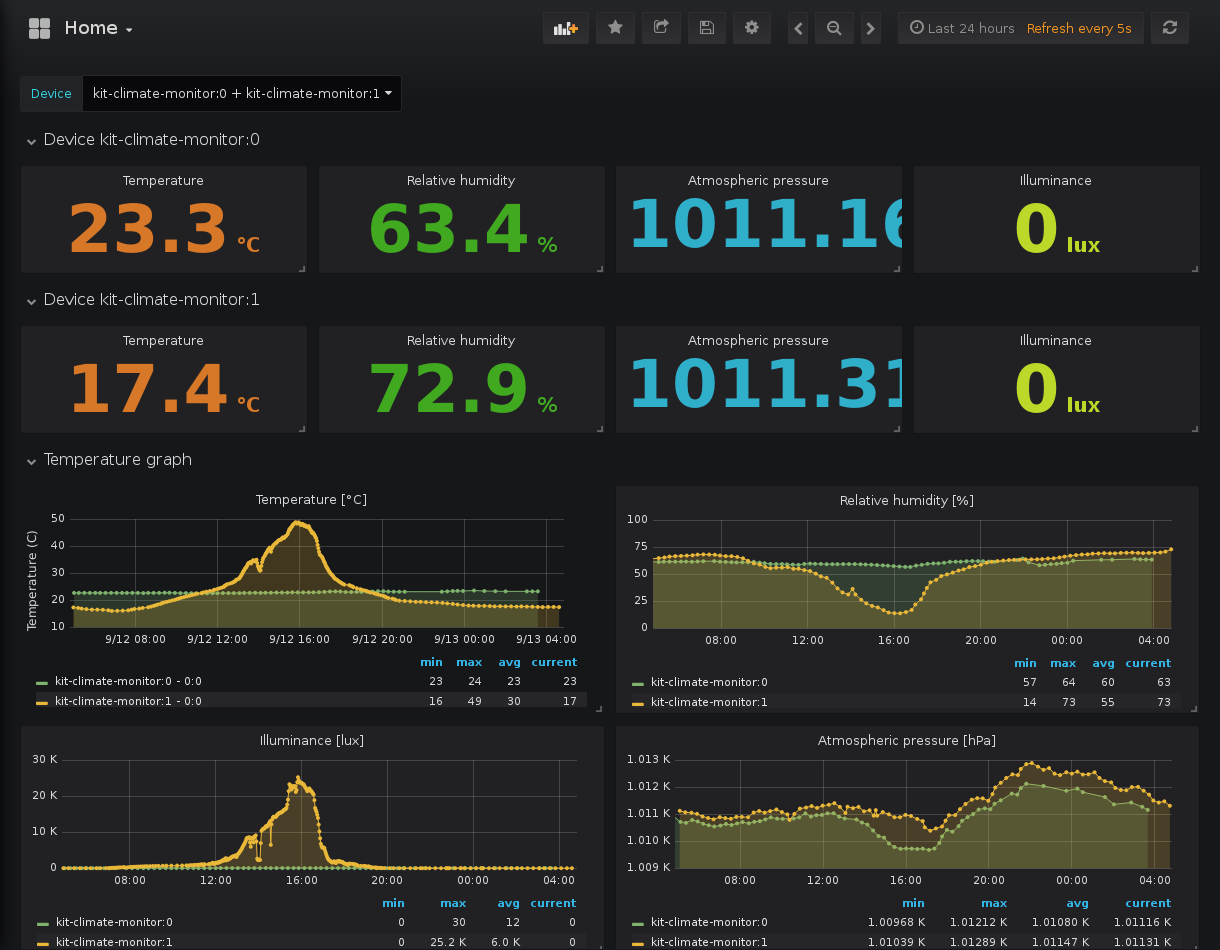 Home
Last 24 hours Refresh every 5s
Device kit-climate-monitor:0 + kit-climate-monitor:1
Device kit-climate-monitor:0
Temperature Relative humidity Atmospheric pressure Illuminance
23.3 °C 63.4 % 1011.16 0 lux
Device kit-climate-monitor:1
Temperature Relative humidity Atmospheric pressure Illuminance
17.4 °C 72.9 % 1011.31 0 lux
Temperature graph
Temperature [°C]
Temperature (C)
50
40
30
20
10
9/12 08:00 9/12 12:00 9/12 16:00 9/12 20:00 9/13 00:00 9/13 04:00
min max avg current
kit-climate-monitor:0 - 0:0 23 24 23 23
kit-climate-monitor:1 - 0:0 16 49 30 17
Relative humidity [%]
100
75
50
25
0
08:00 12:00 16:00 20:00 00:00 04:00
min max avg current
kit-climate-monitor:0 57 64 60 63
kit-climate-monitor:1 14 73 55 73
Illuminance [lux]
30 K
20 K
10 K
0
08:00 12:00 16:00 20:00 00:00 04:00
min max avg current
kit-climate-monitor:0 0 30 12 0
kit-climate-monitor:1 0 25.2 K 6.0 K 0
Atmospheric pressure [hPa]
1.013 K
1.012 K
1.011 K
1.010 K
1.009 K
08:00 12:00 16:00 20:00 00:00 04:00
min max avg current
kit-climate-monitor:0 1.00968 K 1.01212 K 1.01080 K 1.01116 K
kit-climate-monitor:1 1.01039 K 1.01289 K 1.01147 K 1.01131 K